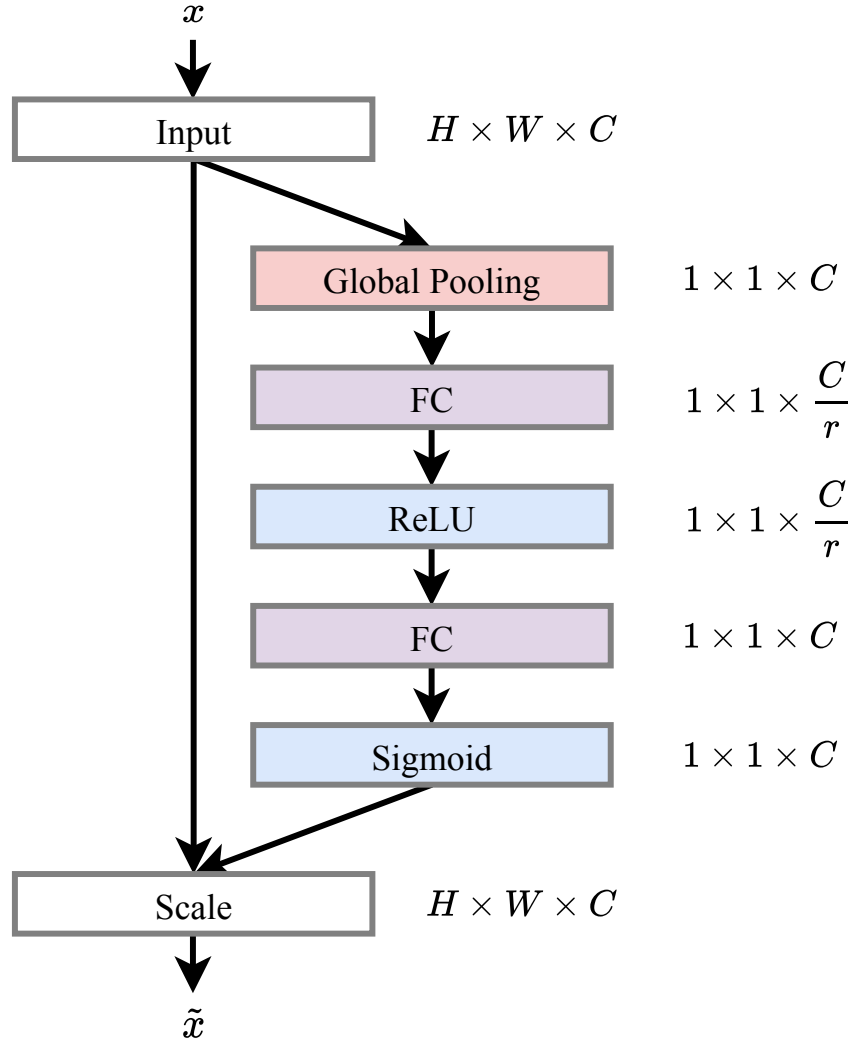 x
Input H × W × C
Global Pooling 1 × 1 × C
FC 1 × 1 × C/r
ReLU 1 × 1 × C/r
FC 1 × 1 × C
Sigmoid 1 × 1 × C
Scale H × W × C
x̃